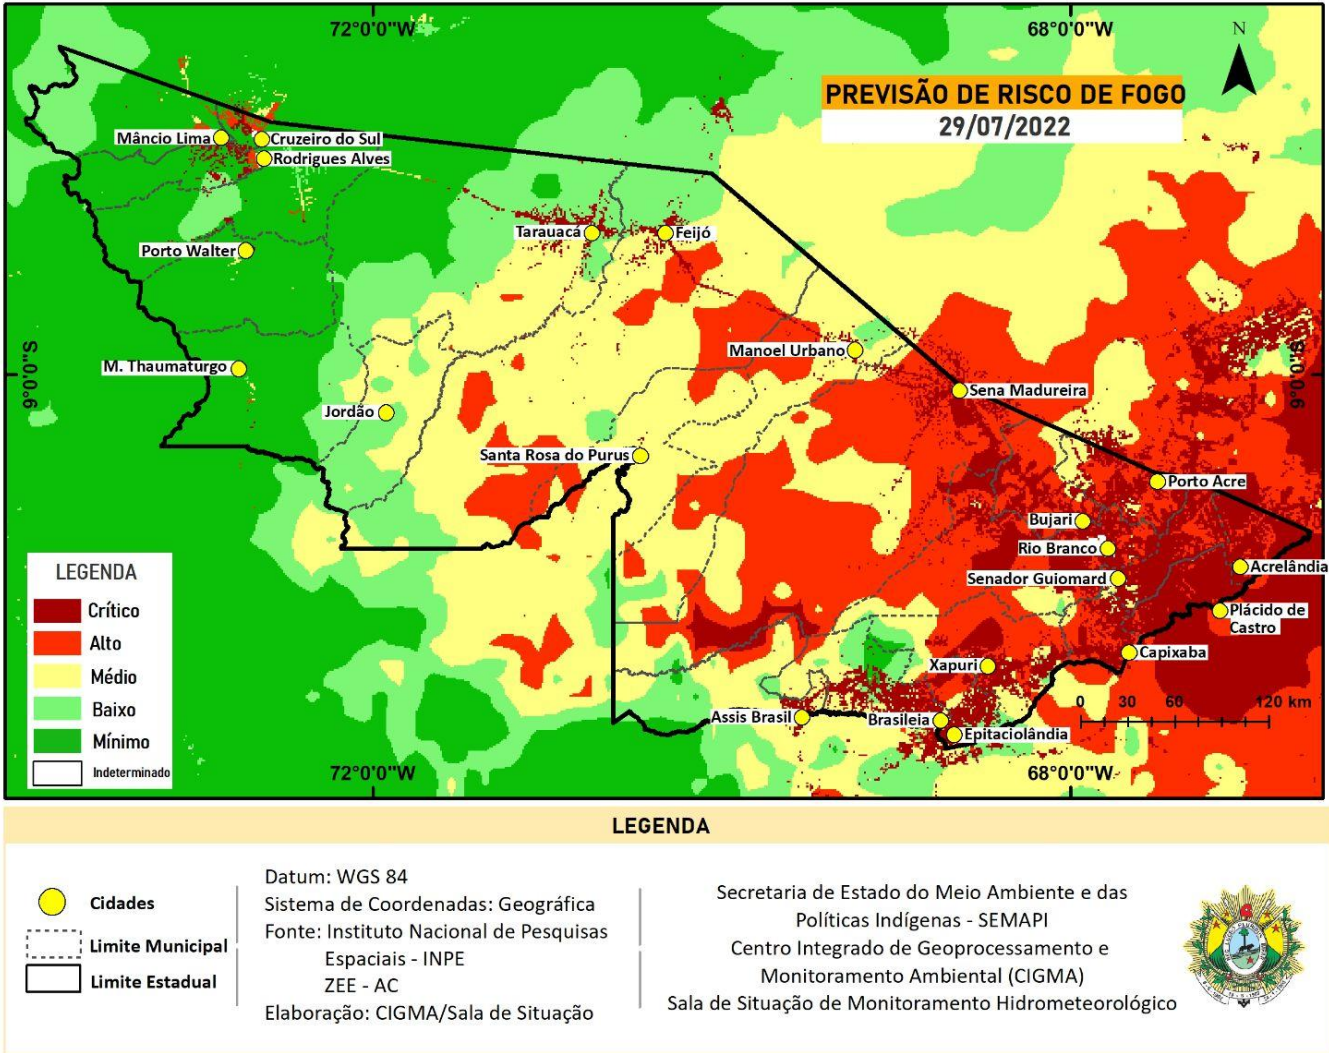 72°0'0"W
68°0'0"W
N
PREVISÃO DE RISCO DE FOGO
29/07/2022
Mâncio Lima
Cruzeiro do Sul
Rodrigues Alves
Tarauacá
Feijó
Porto Walter
Manoel Urbano
9°0'0"S
M. Thaumaturgo
9°0'0"S
Sena Madureira
Jordão
Santa Rosa do Purus
Porto Acre
Bujari
Rio Branco
Acrelândia
Senador Guiomard
Plácido de
Castro
Capixaba
Xapuri
Assis Brasil
Brasileia
Epitaciolândia
0 30 60 120 km
LEGENDA
Crítico
Alto
Médio
Baixo
Mínimo
Indeterminado
72°0'0"W
68°0'0"W
LEGENDA
Cidades
Limite Municipal
Limite Estadual
Datum: WGS 84
Sistema de Coordenadas: Geográfica
Fonte: Instituto Nacional de Pesquisas
Espaciais - INPE
ZEE - AC
Elaboração: CIGMA/Sala de Situação
Secretaria de Estado do Meio Ambiente e das
Políticas Indígenas - SEMAPI
Centro Integrado de Geoprocessamento e
Monitoramento Ambiental (CIGMA)
Sala de Situação de Monitoramento Hidrometeorológico